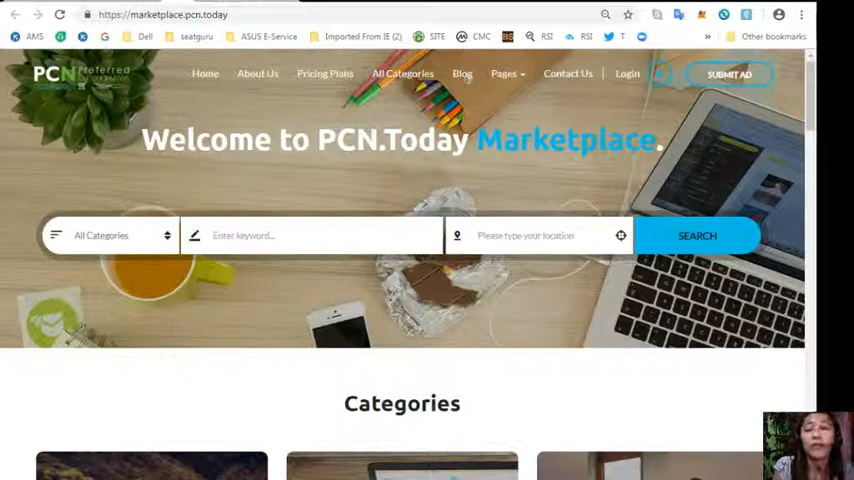 https://marketplace.pcn.today
AMS
G
Dell
seatguru
ASUS E-Service
Imported From IE (2)
SITE
CMC
BS
RSI
RSI
T
»
Other bookmarks
PCN Preferred
Home
About Us
Pricing Plans
All Categories
Blog
Pages
Contact Us
Login
SUBMIT AD
Welcome to PCN.Today Marketplace.
All Categories
Enter keyword...
Please type your location
SEARCH
Categories